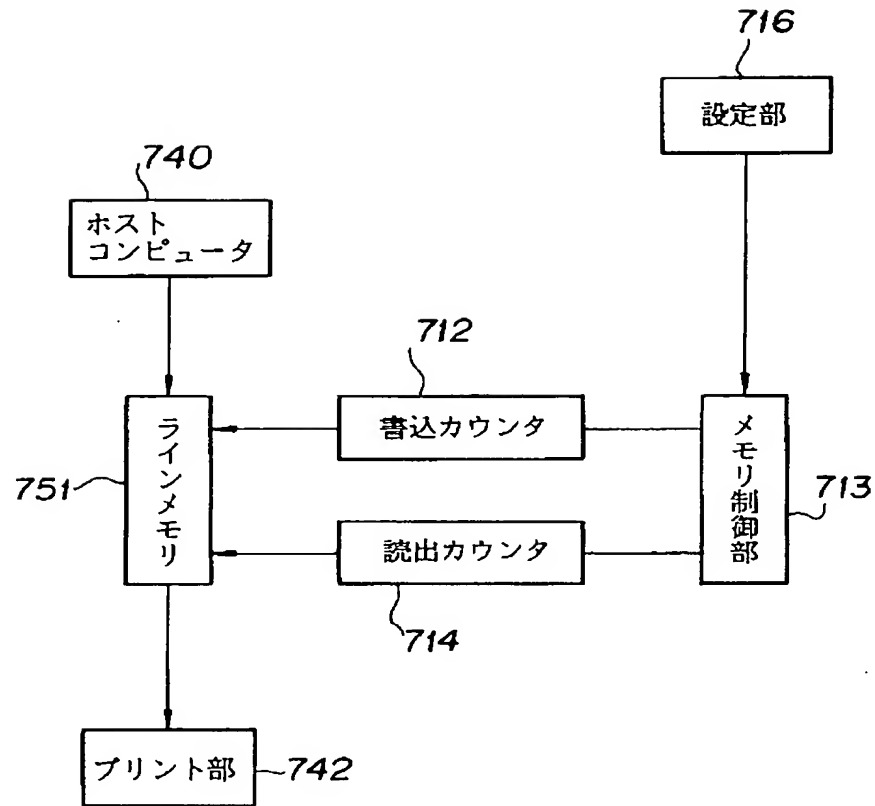 716
設定部
740
ホスト
コンピュータ
712
書込カウンタ
ラインメモリ
751
メモリ制御部
713
読出カウンタ
714
プリント部
742